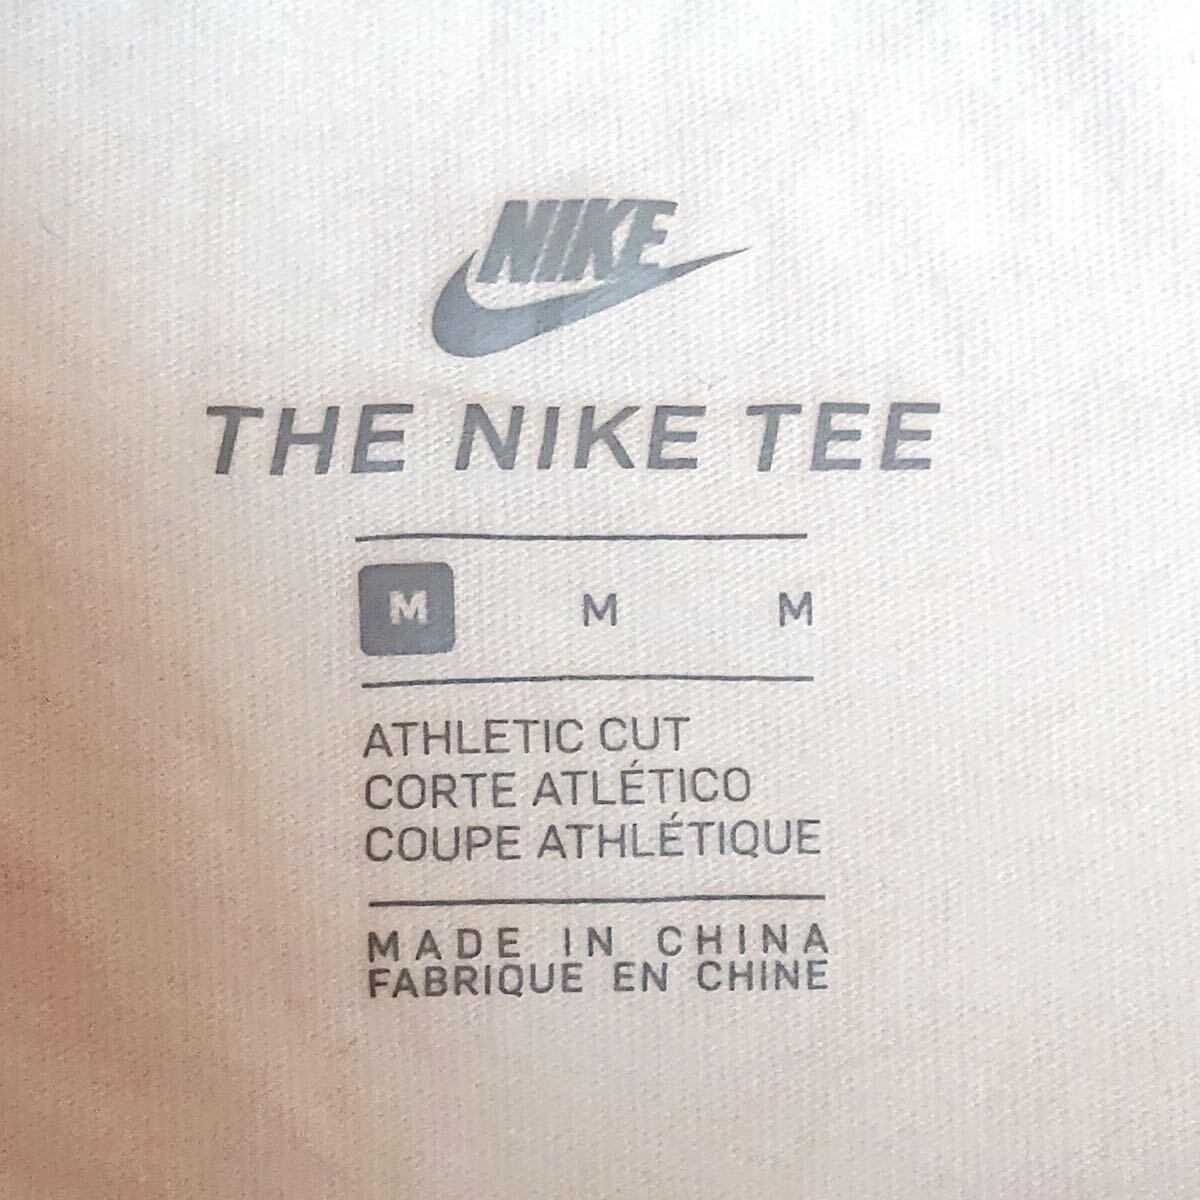 NIKE
THE NIKE TEE
M M M
ATHLETIC CUT
CORTE ATLÉTICO
COUPE ATHLÉTIQUE
MADE IN CHINA
FABRIQUE EN CHINE